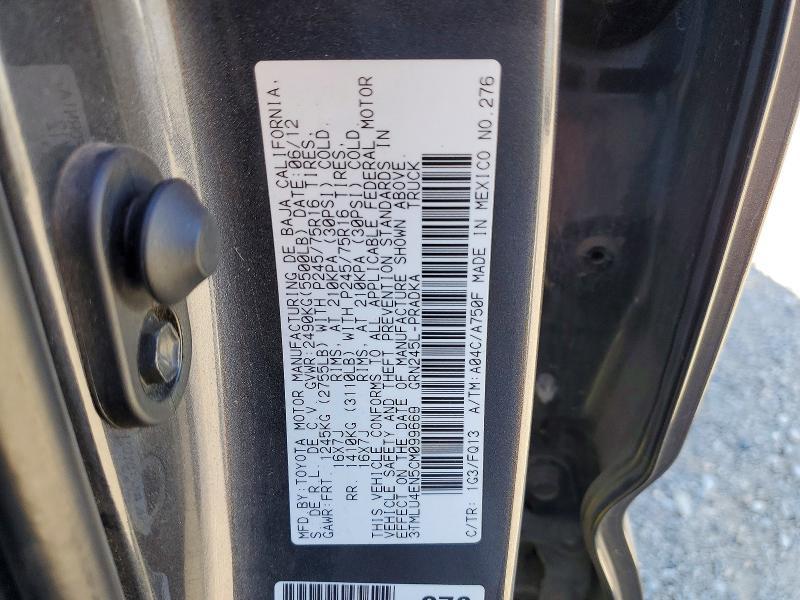 MFD.BY:TOYOTA MOTOR MANUFACTURING DE BAJA CALIFORNIA,
S. DE R.L. DE C.V. GVWR:2490KG(5500LB) DATE:06/12
GAWR:FRT. 1245KG (2755LB) WITH P245/75R16 TIRES,
16X7J RIMS, AT 210KPA (30PSI) COLD,
RR. 1410KG (3110LB) WITH P245/75R16 TIRES,
16X7J RIMS, AT 210KPA (30PSI) COLD.
THIS VEHICLE CONFORMS TO ALL APPLICABLE FEDERAL MOTOR
VEHICLE SAFETY AND THEFT PREVENTION STANDARDS IN
EFFECT ON THE DATE OF MANUFACTURE SHOWN ABOVE.
3TMLU4EN5CM099669 GRN245L-PRADKA TRUCK
C/TR: 1G3/FQ13 A/TM:A04C/A750F MADE IN MEXICO NO.276